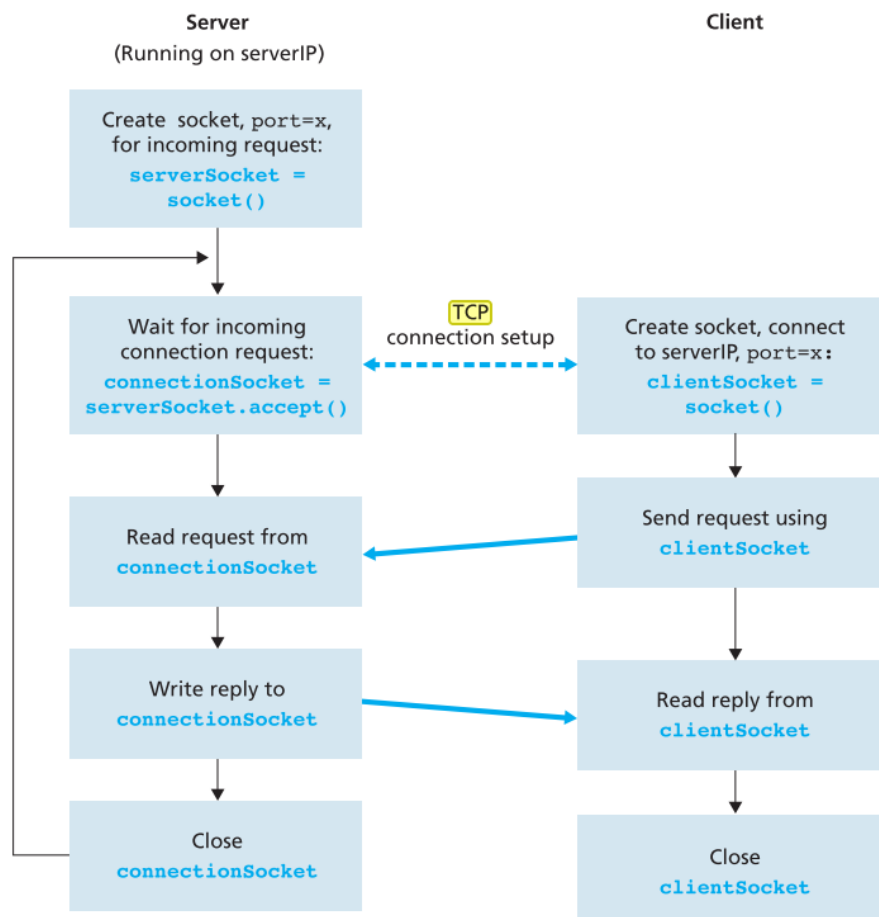 Server
(Running on serverIP)
Client
Create socket, port=x,
for incoming request:
serverSocket =
socket()
Wait for incoming
connection request:
connectionSocket =
serverSocket.accept()
TCP
connection setup
Create socket, connect
to serverIP, port=x:
clientSocket =
socket()
Read request from
connectionSocket
Send request using
clientSocket
Write reply to
connectionSocket
Read reply from
clientSocket
Close
connectionSocket
Close
clientSocket